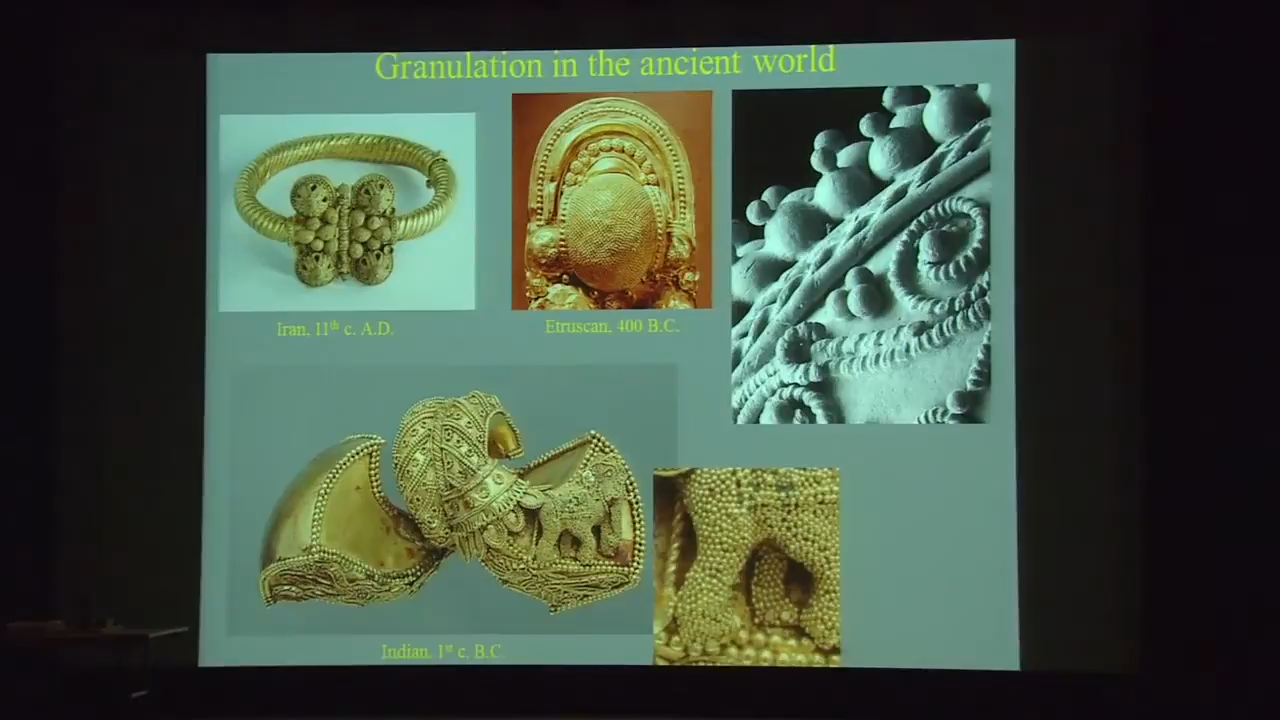 Granulation in the ancient world
Iran, 11th c. A.D.
Etruscan, 400 B.C.
Indian, 1st c. B.C.